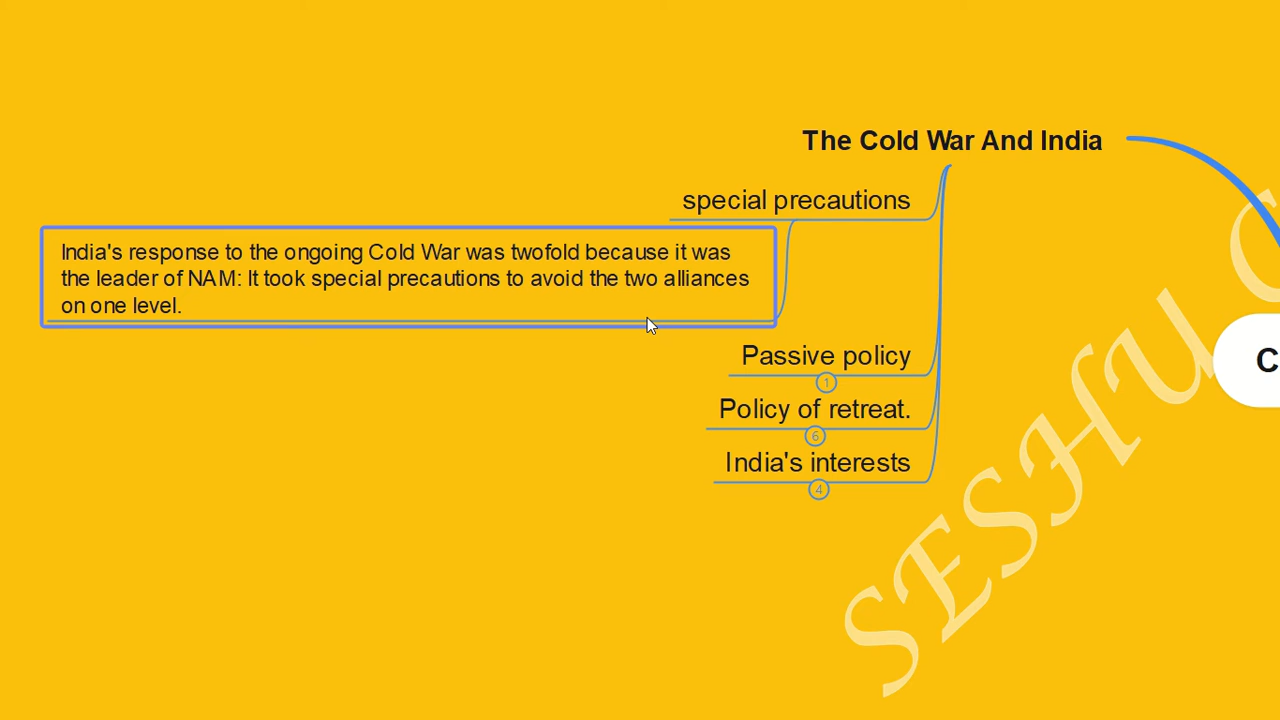 The Cold War And India
special precautions
India's response to the ongoing Cold War was twofold because it was
the leader of NAM: It took special precautions to avoid the two alliances
on one level.
Passive policy
1
Policy of retreat.
6
India's interests
4
C
SESHU C